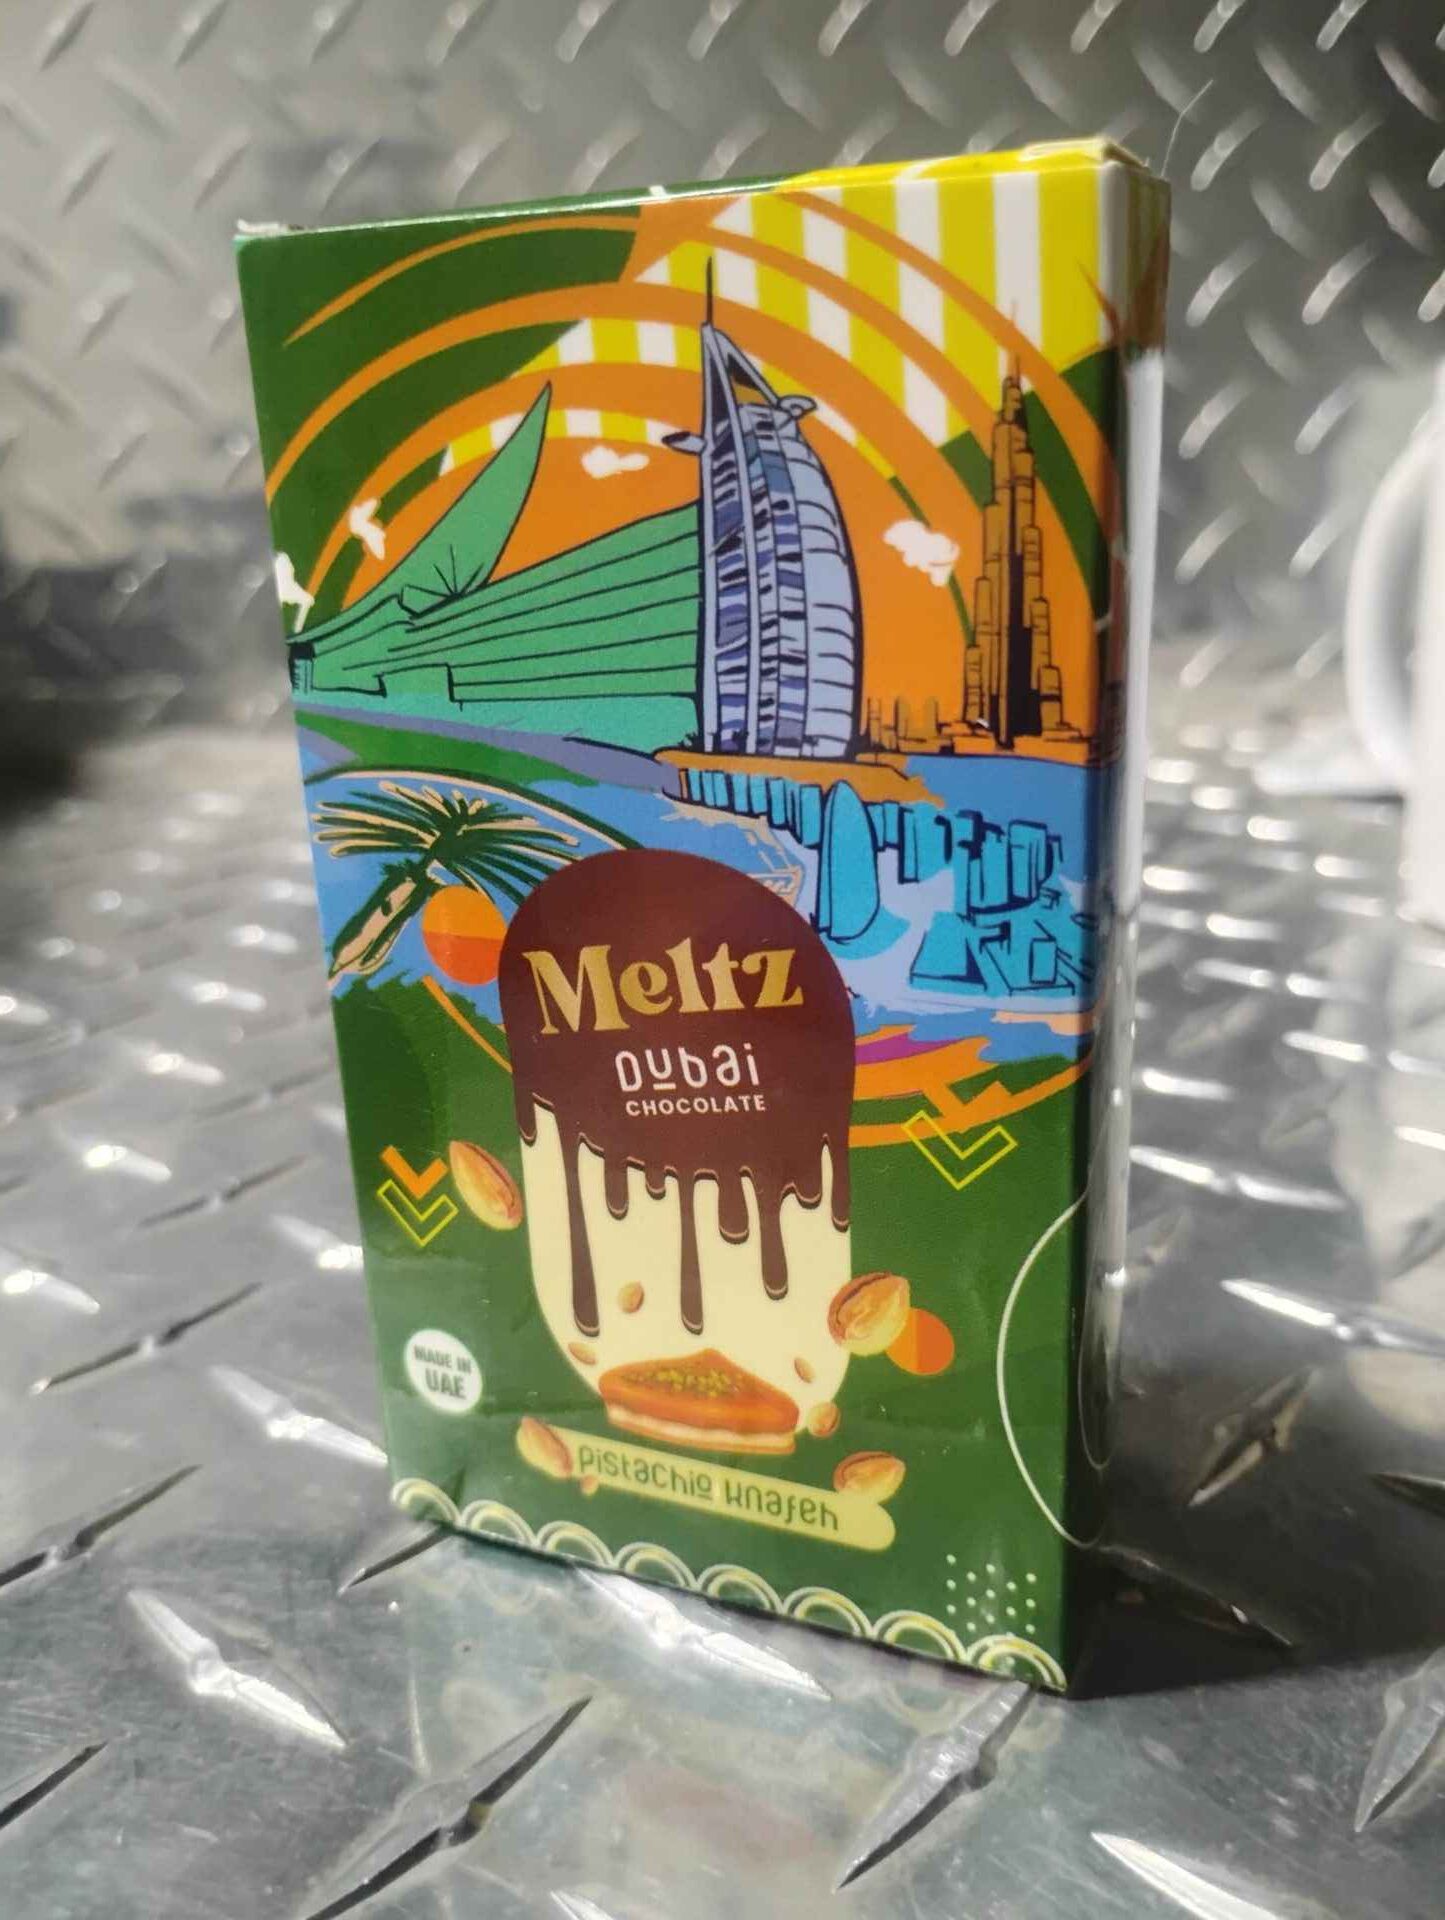 Meltz
Dubai
CHOCOLATE
MADE IN
UAE
Pistachio Knafeh